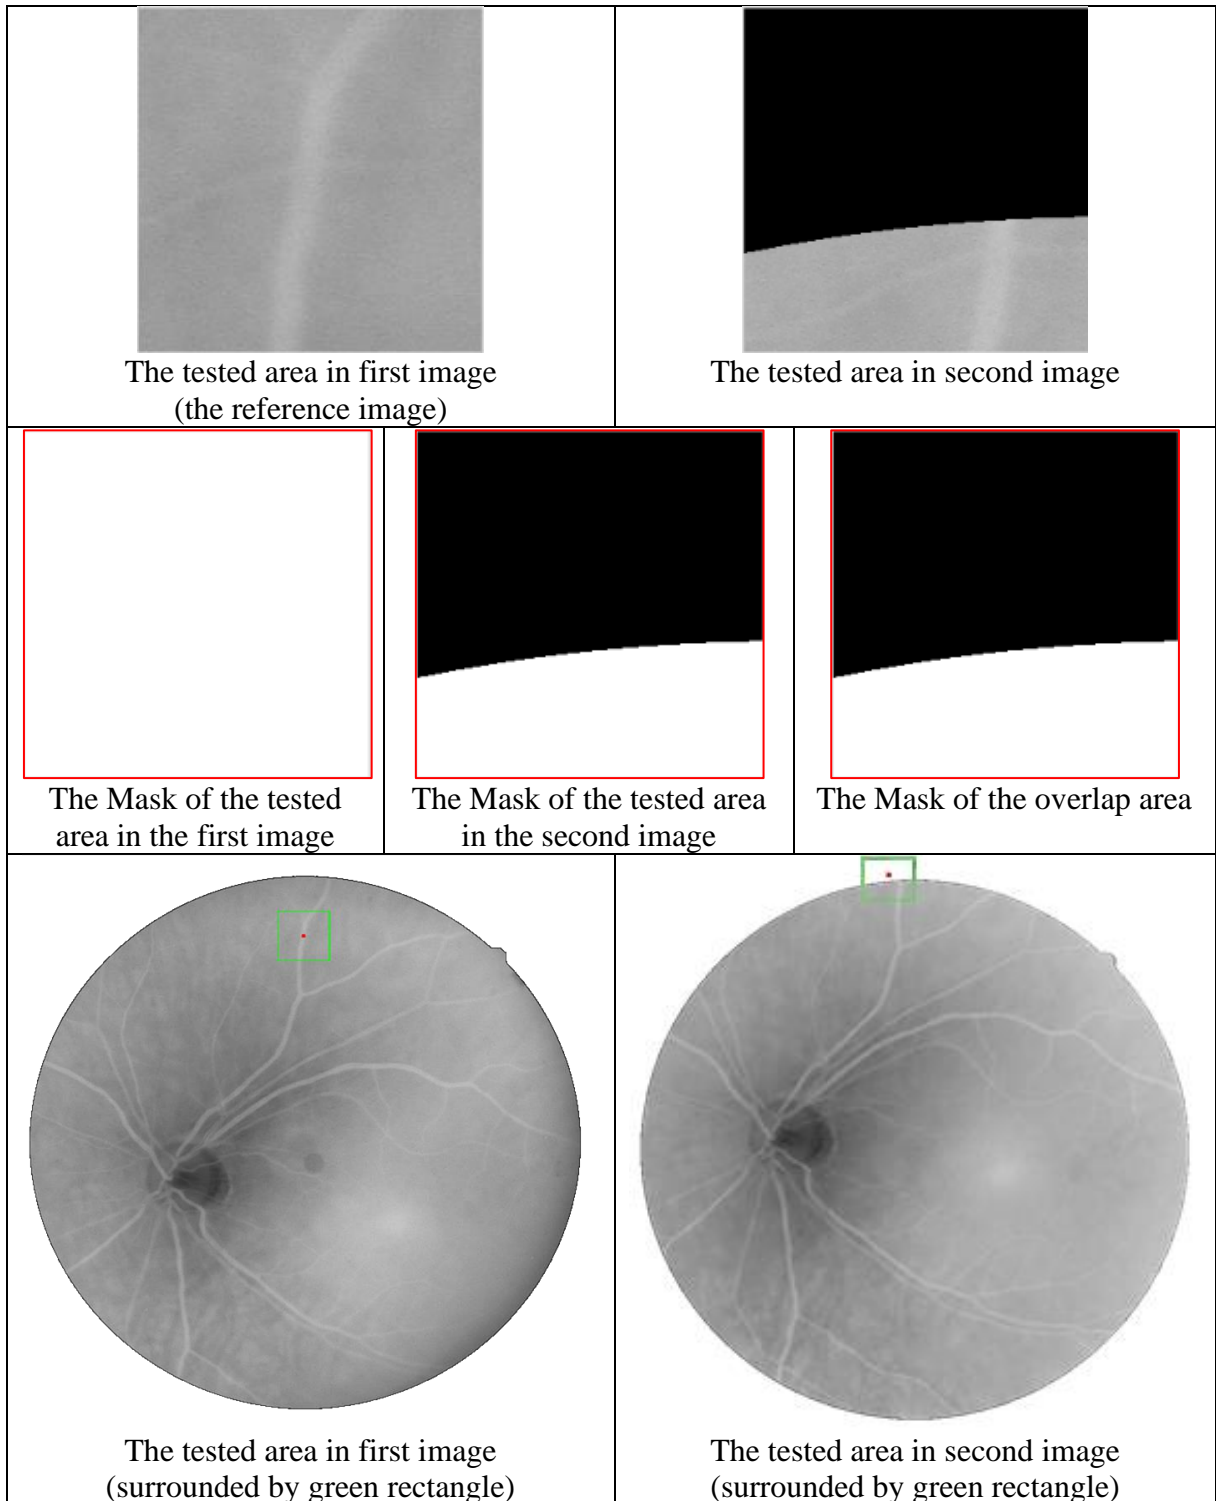 The tested area in first image
(the reference image)
The tested area in second image
The Mask of the tested
area in the first image
The Mask of the tested area
in the second image
The Mask of the overlap area
The tested area in first image
(surrounded by green rectangle)
The tested area in second image
(surrounded by green rectangle)